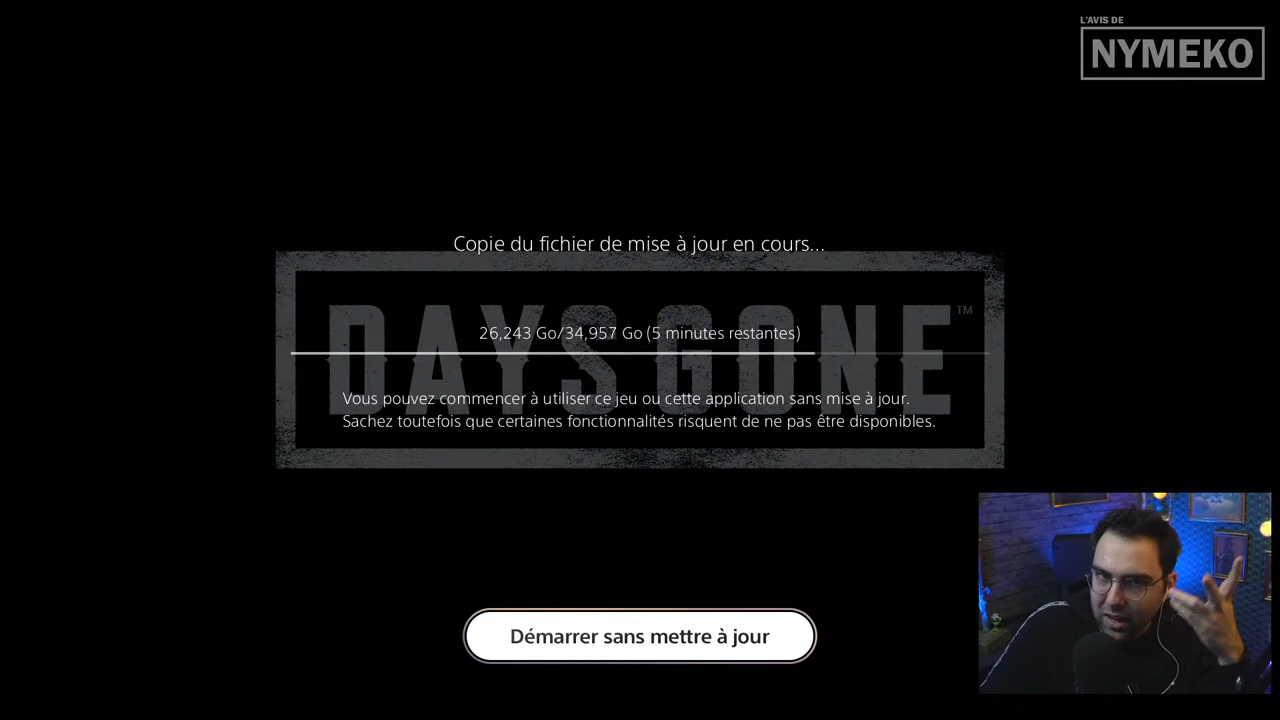 L'AVIS DE
NYMEKO
Copie du fichier de mise à jour en cours...
DAYS GONE™
26,243 Go/34,957 Go (5 minutes restantes)
Vous pouvez commencer à utiliser ce jeu ou cette application sans mise à jour.
Sachez toutefois que certaines fonctionnalités risquent de ne pas être disponibles.
Démarrer sans mettre à jour